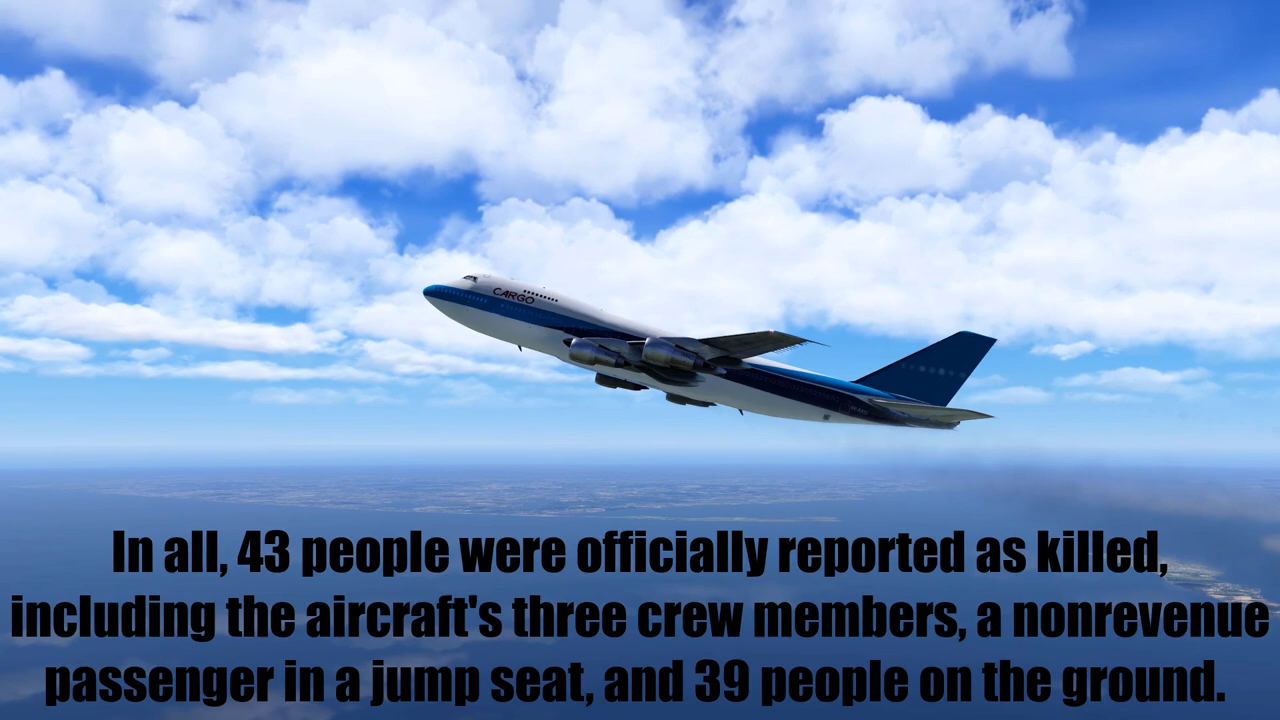 CARGO
In all, 43 people were officially reported as killed,
including the aircraft's three crew members, a nonrevenue
passenger in a jump seat, and 39 people on the ground.